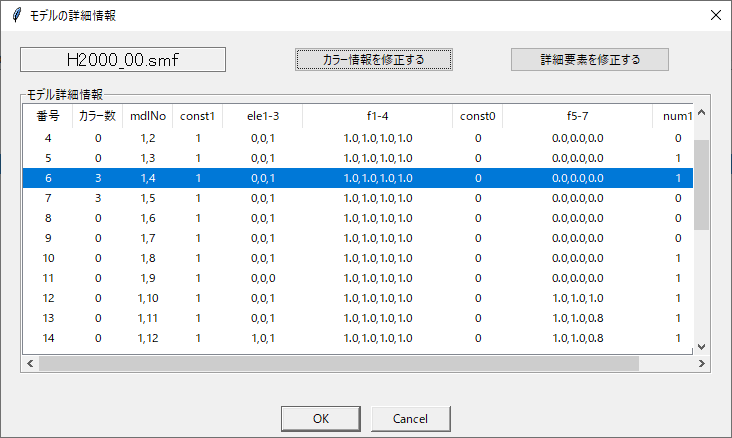 モデルの詳細情報
H2000_00.smf カラー情報を修正する 詳細要素を修正する
モデル詳細情報
番号 カラー数 mdlNo const1 ele1-3 f1-4 const0 f5-7 num1
4 0 1,2 1 0,0,1 1.0,1.0,1.0,1.0 0 0.0,0.0,0.0 0
5 0 1,3 1 0,0,1 1.0,1.0,1.0,1.0 0 0.0,0.0,0.0 1
6 3 1,4 1 0,0,1 1.0,1.0,1.0,1.0 0 0.0,0.0,0.0 1
7 3 1,5 1 0,0,1 1.0,1.0,1.0,1.0 0 0.0,0.0,0.0 0
8 0 1,6 1 0,0,1 1.0,1.0,1.0,1.0 0 0.0,0.0,0.0 0
9 0 1,7 1 0,0,1 1.0,1.0,1.0,1.0 0 0.0,0.0,0.0 0
10 0 1,8 1 0,0,1 1.0,1.0,1.0,1.0 0 0.0,0.0,0.0 1
11 0 1,9 1 0,0,0 1.0,1.0,1.0,1.0 0 0.0,0.0,0.0 1
12 0 1,10 1 0,0,1 1.0,1.0,1.0,1.0 0 1.0,1.0,1.0 1
13 0 1,11 1 0,0,1 1.0,1.0,1.0,1.0 0 1.0,1.0,0.8 1
14 0 1,12 1 1,0,1 1.0,1.0,1.0,1.0 0 1.0,1.0,0.8 1
OK Cancel